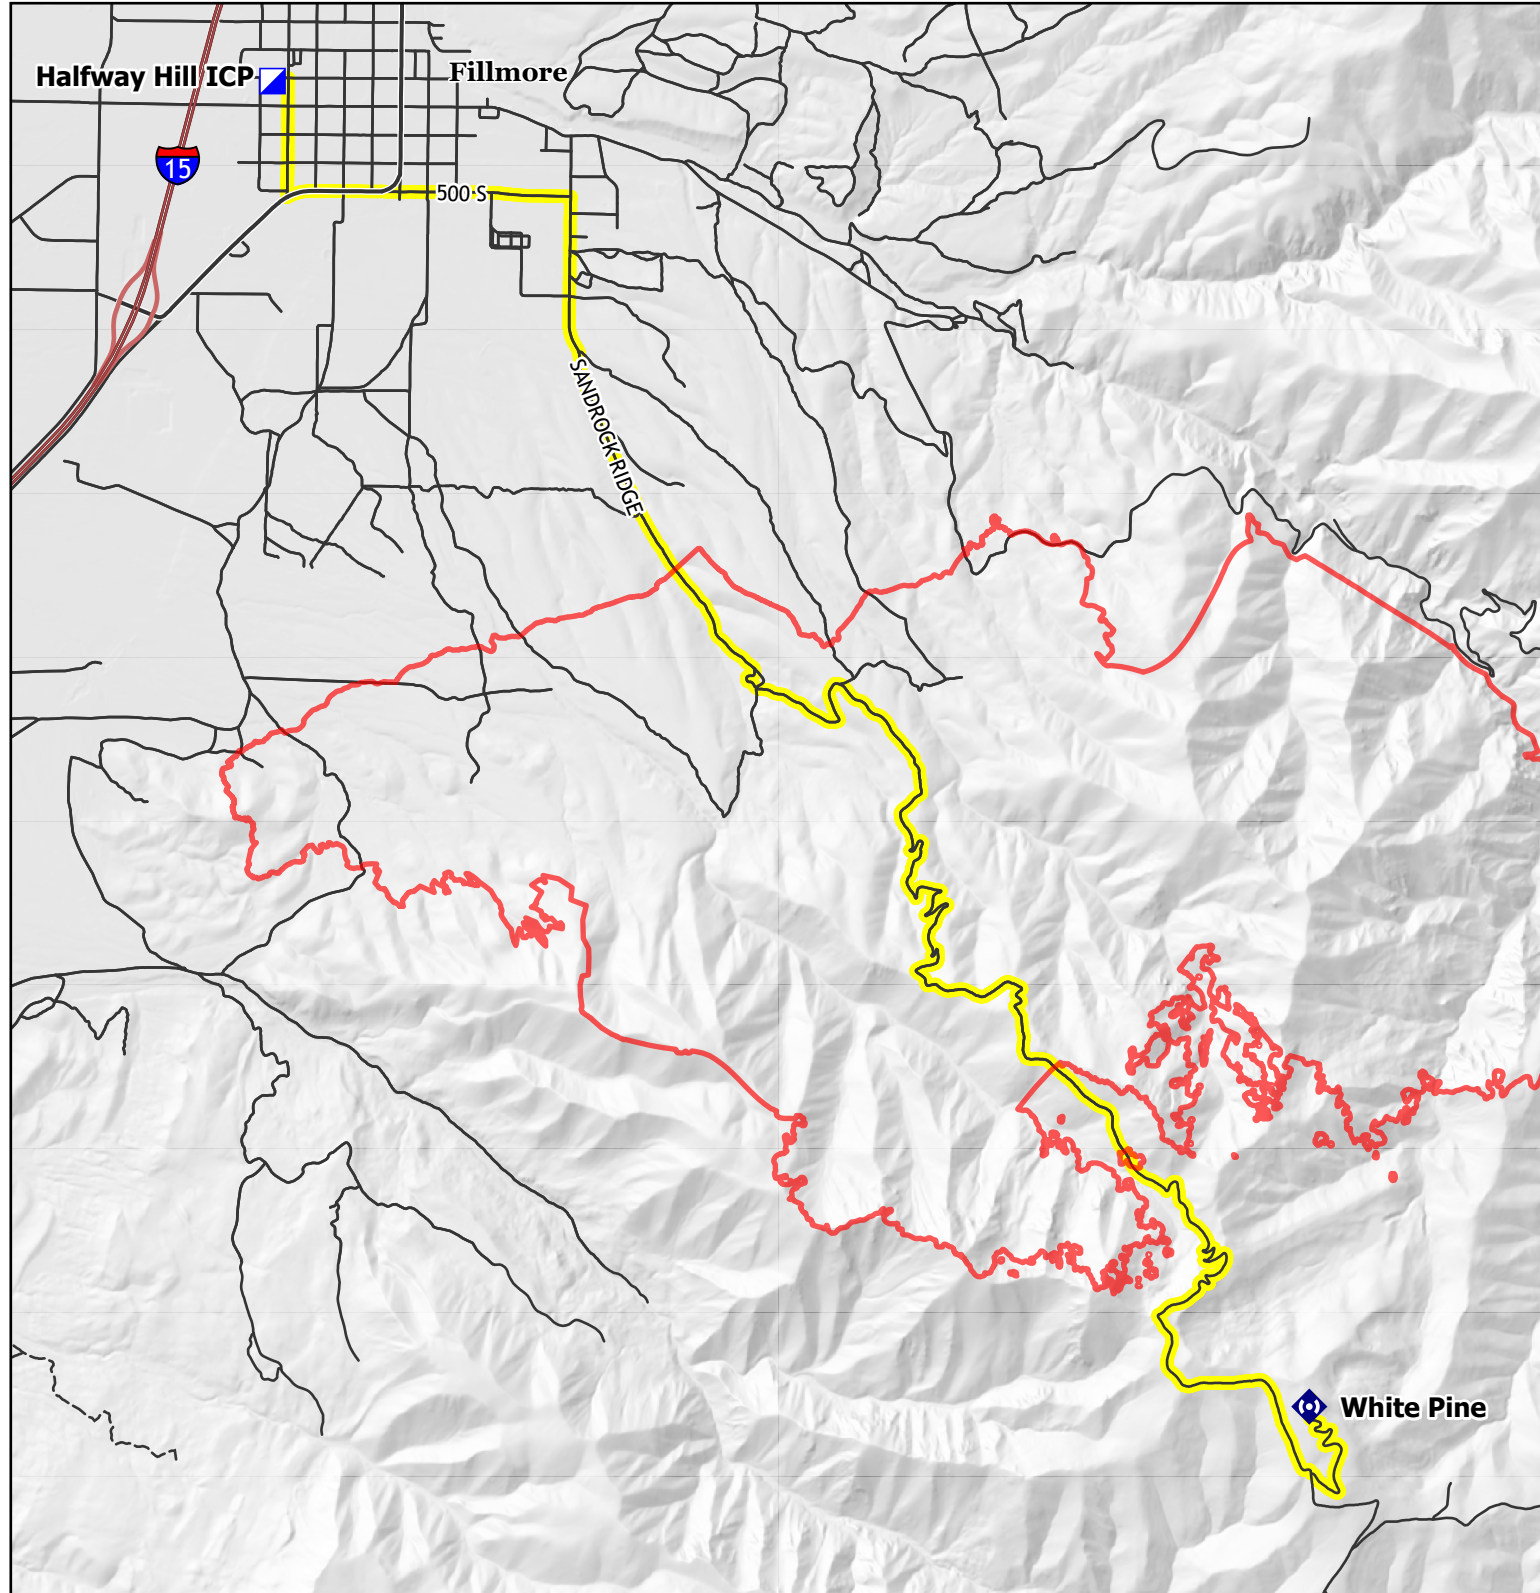 Halfway Hill ICP
Fillmore
15
500 S
SANDROCK RIDGE
White Pine